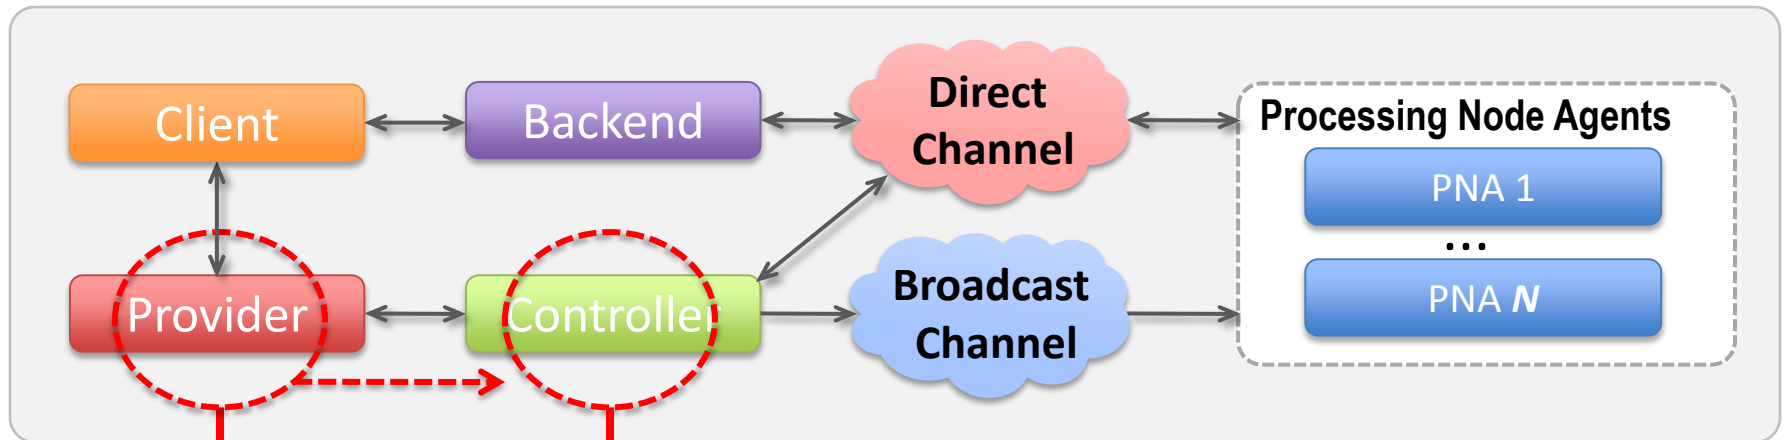 Client
Backend
Direct
Channel
Processing Node Agents
PNA 1
...
PNA N
Provider
Controller
Broadcast
Channel